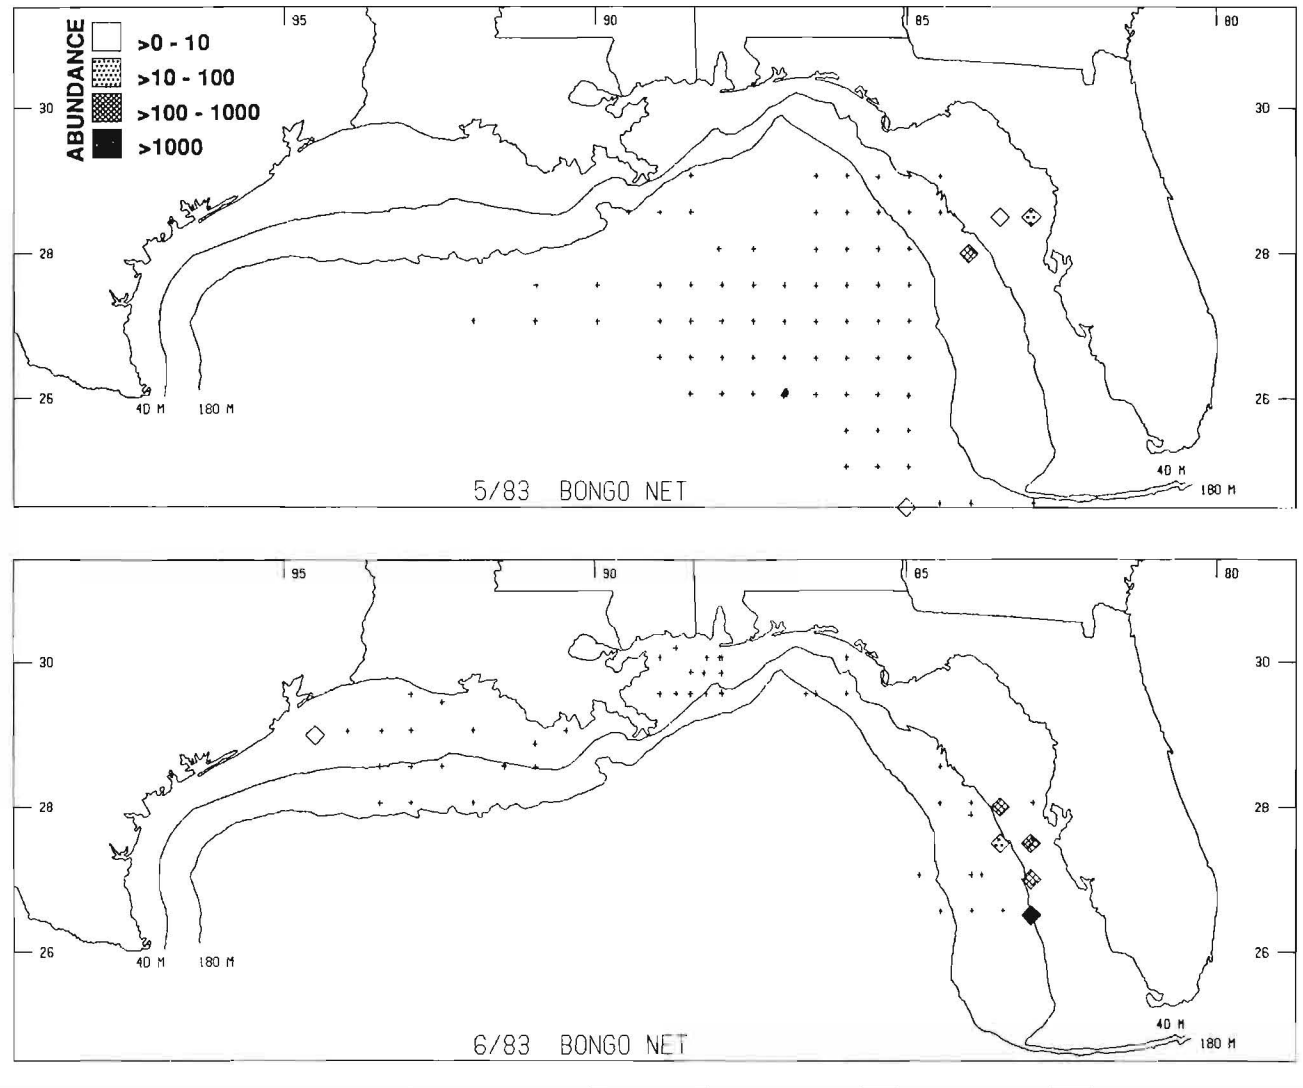 95 90 85 80
ABUNDANCE
>0 - 10
>10 - 100
>100 - 1000
>1000
30 30
28 28
26 26
40 M 180 M
40 M
180 M
5/83 BONGO NET
95 90 85 80
30 30
28 28
26 26
40 M 180 M
40 M
180 M
6/83 BONGO NET